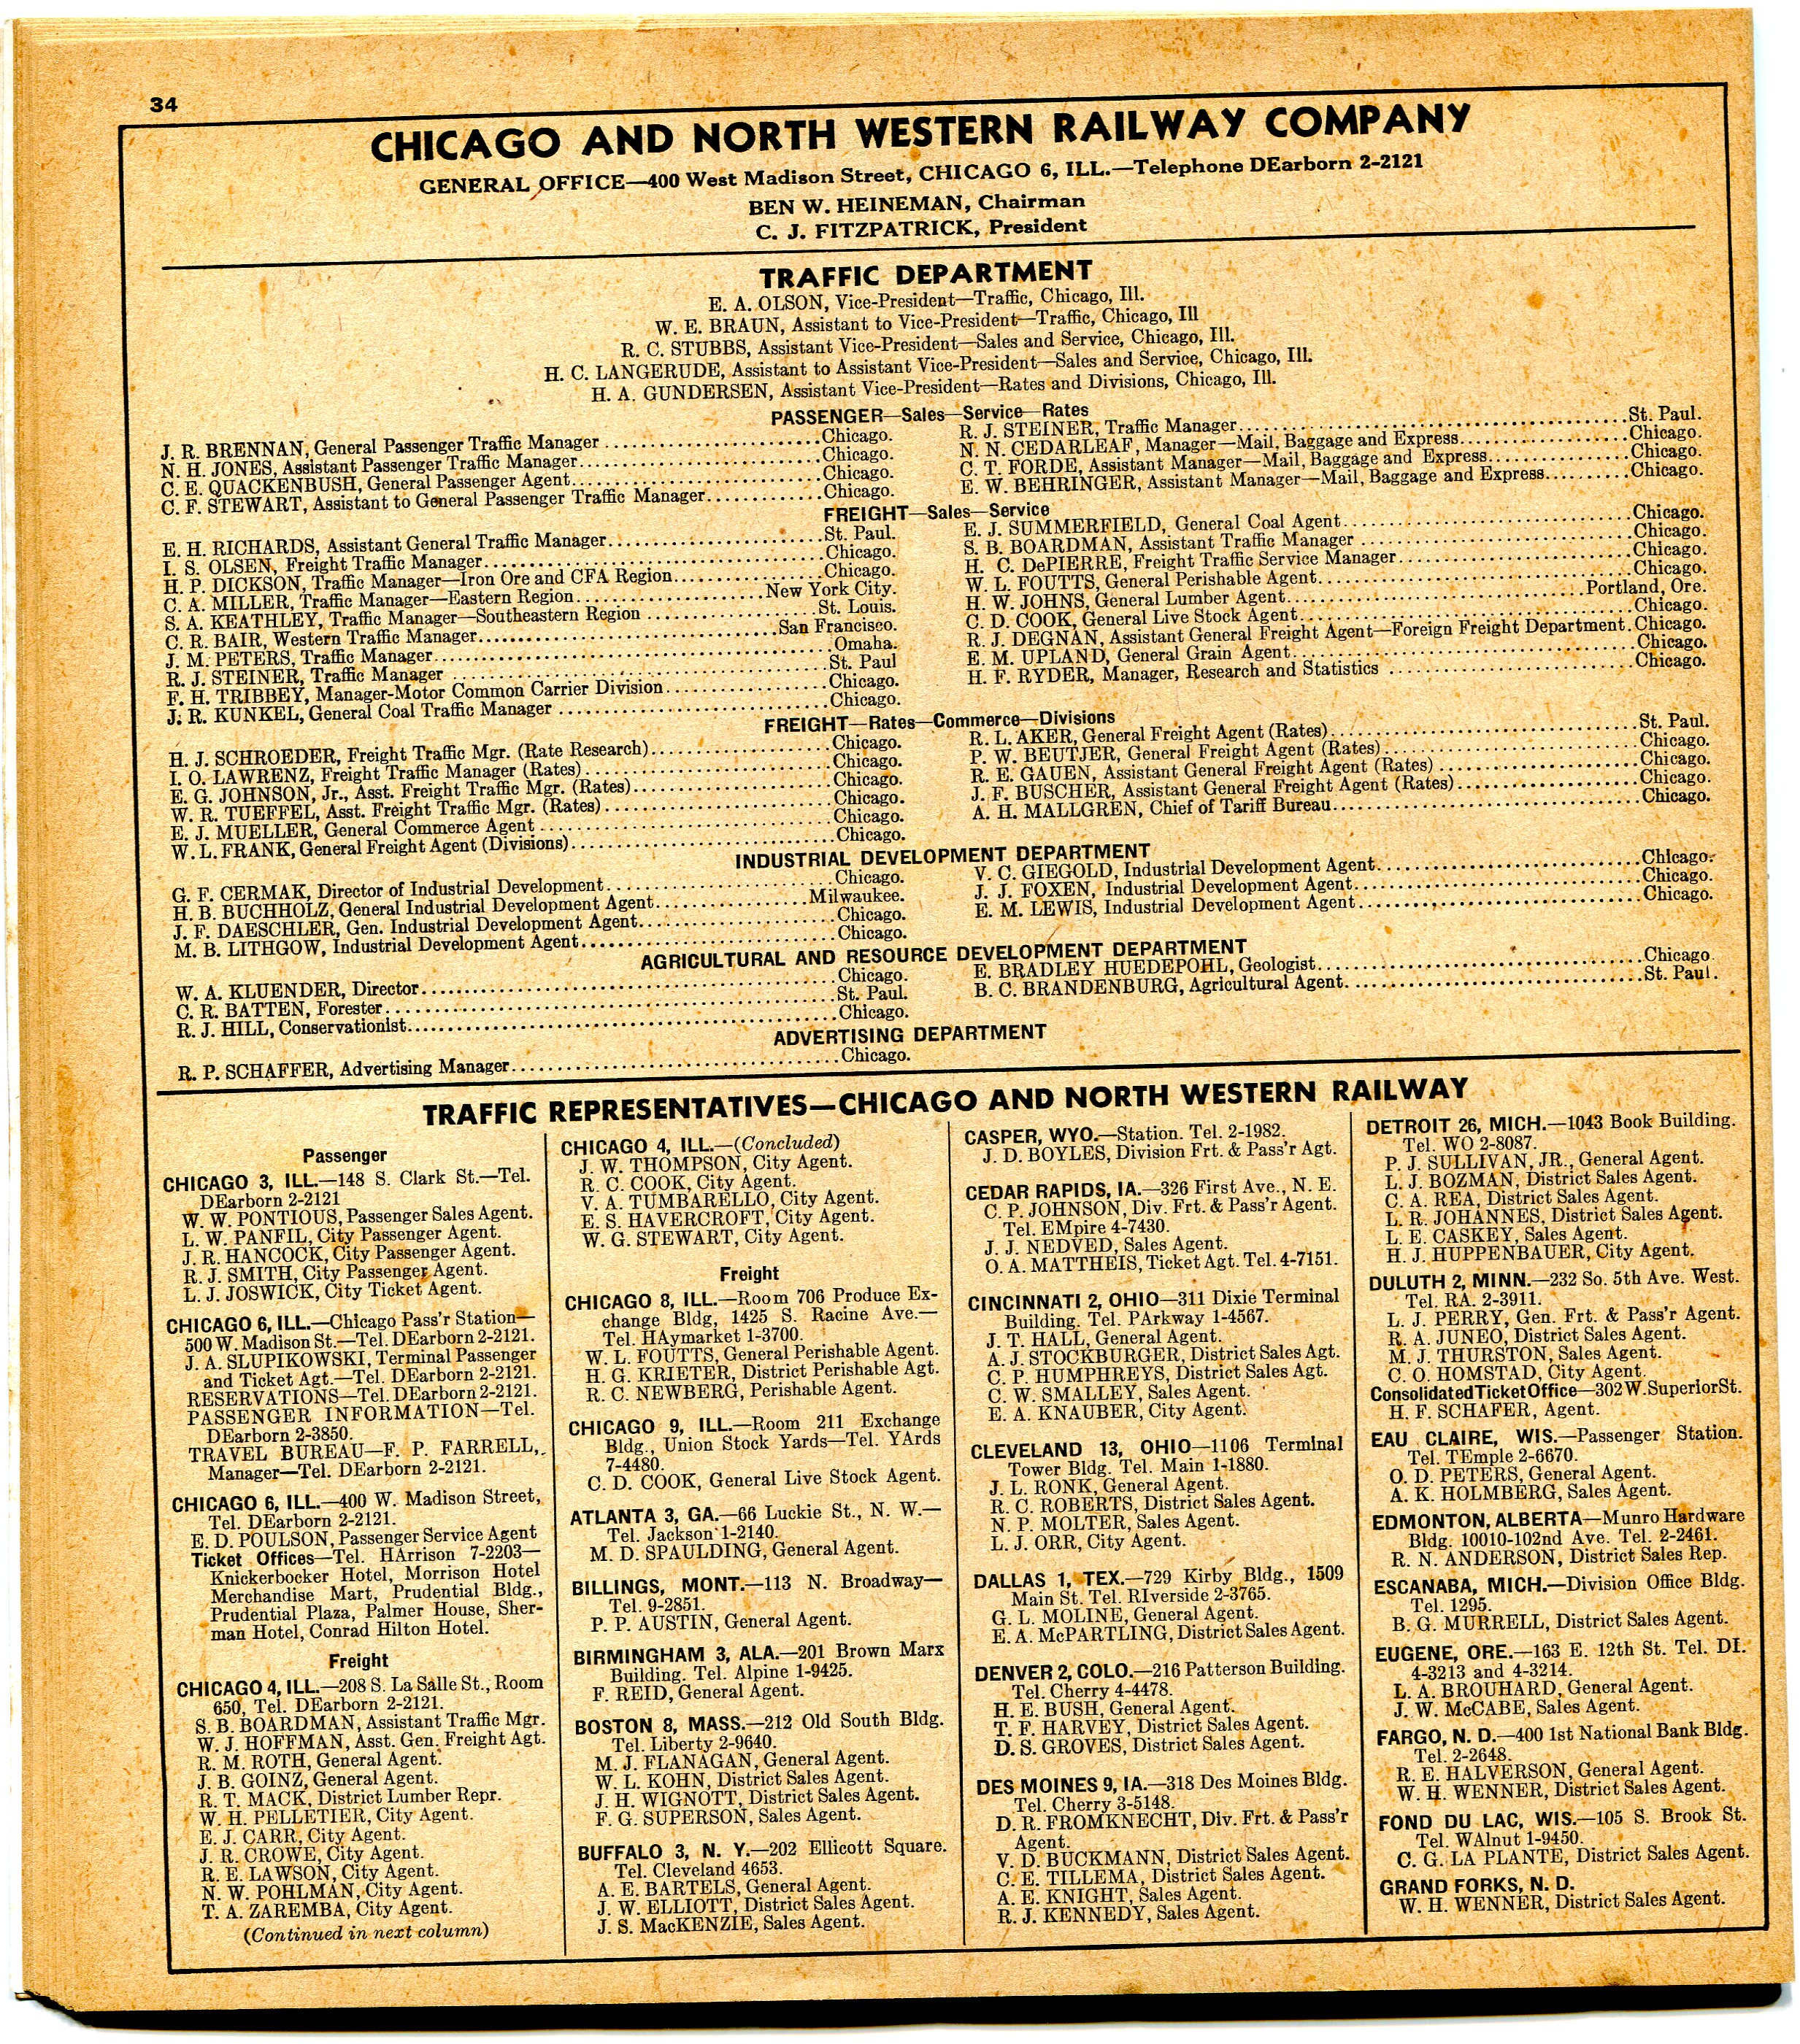 34
CHICAGO AND NORTH WESTERN RAILWAY COMPANY
GENERAL OFFICE—400 West Madison Street, CHICAGO 6, ILL.—Telephone DEarborn 2-2121
BEN W. HEINEMAN, Chairman
C. J. FITZPATRICK, President
TRAFFIC DEPARTMENT
E. A. OLSON, Vice-President—Traffic, Chicago, Ill.
W. E. BRAUN, Assistant to Vice-President—Traffic, Chicago, Ill
R. C. STUBBS, Assistant Vice-President—Sales and Service, Chicago, Ill.
H. C. LANGERUDE, Assistant to Assistant Vice-President—Sales and Service, Chicago, Ill.
H. A. GUNDERSEN, Assistant Vice-President—Rates and Divisions, Chicago, Ill.
PASSENGER—Sales—Service—Rates
J. R. BRENNAN, General Passenger Traffic Manager ........ Chicago.
N. H. JONES, Assistant Passenger Traffic Manager ........ Chicago.
C. E. QUACKENBUSH, General Passenger Agent ........ Chicago.
C. F. STEWART, Assistant to General Passenger Traffic Manager ........ Chicago.
R. J. STEINER, Traffic Manager ........ St. Paul.
N. N. CEDARLEAF, Manager—Mail, Baggage and Express ........ Chicago.
C. T. FORDE, Assistant Manager—Mail, Baggage and Express ........ Chicago.
E. W. BEHRINGER, Assistant Manager—Mail, Baggage and Express ........ Chicago.
FREIGHT—Sales—Service
E. H. RICHARDS, Assistant General Traffic Manager ........ St. Paul.
I. S. OLSEN, Freight Traffic Manager ........ Chicago.
H. P. DICKSON, Traffic Manager—Iron Ore and CFA Region ........ Chicago.
C. A. MILLER, Traffic Manager—Eastern Region ........ New York City.
S. A. KEATHLEY, Traffic Manager—Southeastern Region ........ St. Louis.
C. R. BAIR, Western Traffic Manager ........ San Francisco.
J. M. PETERS, Traffic Manager ........ Omaha.
R. J. STEINER, Traffic Manager ........ St. Paul
F. H. TRIBBEY, Manager-Motor Common Carrier Division ........ Chicago.
J. R. KUNKEL, General Coal Traffic Manager ........ Chicago.
E. J. SUMMERFIELD, General Coal Agent ........ Chicago.
S. B. BOARDMAN, Assistant Traffic Manager ........ Chicago.
H. C. DePIERRE, Freight Traffic Service Manager ........ Chicago.
W. L. FOUTTS, General Perishable Agent ........ Chicago.
H. W. JOHNS, General Lumber Agent ........ Portland, Ore.
C. D. COOK, General Live Stock Agent ........ Chicago.
R. J. DEGNAN, Assistant General Freight Agent—Foreign Freight Department. Chicago.
E. M. UPLAND, General Grain Agent ........ Chicago.
H. F. RYDER, Manager, Research and Statistics ........ Chicago.
FREIGHT—Rates—Commerce—Divisions
H. J. SCHROEDER, Freight Traffic Mgr. (Rate Research) ........ Chicago.
I. O. LAWRENZ, Freight Traffic Manager (Rates) ........ Chicago.
E. G. JOHNSON, Jr., Asst. Freight Traffic Mgr. (Rates) ........ Chicago.
W. R. TUEFFEL, Asst. Freight Traffic Mgr. (Rates) ........ Chicago.
E. J. MUELLER, General Commerce Agent ........ Chicago.
W. L. FRANK, General Freight Agent (Divisions) ........ Chicago.
R. L. AKER, General Freight Agent (Rates) ........ St. Paul.
P. W. BEUTJER, General Freight Agent (Rates) ........ Chicago.
R. E. GAUEN, Assistant General Freight Agent (Rates) ........ Chicago.
J. F. BUSCHER, Assistant General Freight Agent (Rates) ........ Chicago.
A. H. MALLGREN, Chief of Tariff Bureau ........ Chicago.
INDUSTRIAL DEVELOPMENT DEPARTMENT
G. F. CERMAK, Director of Industrial Development ........ Chicago.
H. B. BUCHHOLZ, General Industrial Development Agent ........ Milwaukee.
J. F. DAESCHLER, Gen. Industrial Development Agent ........ Chicago.
M. B. LITHGOW, Industrial Development Agent ........ Chicago.
V. C. GIEGOLD, Industrial Development Agent ........ Chicago.
J. J. FOXEN, Industrial Development Agent ........ Chicago.
E. M. LEWIS, Industrial Development Agent ........ Chicago.
AGRICULTURAL AND RESOURCE DEVELOPMENT DEPARTMENT
W. A. KLUENDER, Director ........ Chicago.
C. R. BATTEN, Forester ........ St. Paul.
R. J. HILL, Conservationist ........ Chicago.
E. BRADLEY HUEDEPOHL, Geologist ........ Chicago
B. C. BRANDENBURG, Agricultural Agent ........ St. Paul.
ADVERTISING DEPARTMENT
R. P. SCHAFFER, Advertising Manager ........ Chicago.
TRAFFIC REPRESENTATIVES—CHICAGO AND NORTH WESTERN RAILWAY
Passenger
CHICAGO 3, ILL.—148 S. Clark St.—Tel.
DEarborn 2-2121
W. W. PONTIOUS, Passenger Sales Agent.
L. W. PANFIL, City Passenger Agent.
J. R. HANCOCK, City Passenger Agent.
R. J. SMITH, City Passenger Agent.
L. J. JOSWICK, City Ticket Agent.
CHICAGO 6, ILL.—Chicago Pass'r Station—
500 W. Madison St.—Tel. DEarborn 2-2121.
J. A. SLUPIKOWSKI, Terminal Passenger
and Ticket Agt.—Tel. DEarborn 2-2121.
RESERVATIONS—Tel. DEarborn 2-2121.
PASSENGER INFORMATION—Tel.
DEarborn 2-3850.
TRAVEL BUREAU—F. P. FARRELL,
Manager—Tel. DEarborn 2-2121.
CHICAGO 6, ILL.—400 W. Madison Street,
Tel. DEarborn 2-2121.
E. D. POULSON, Passenger Service Agent
Ticket Offices—Tel. HArrison 7-2203—
Knickerbocker Hotel, Morrison Hotel
Merchandise Mart, Prudential Bldg.,
Prudential Plaza, Palmer House, Sher-
man Hotel, Conrad Hilton Hotel.
Freight
CHICAGO 4, ILL.—208 S. La Salle St., Room
650, Tel. DEarborn 2-2121.
S. B. BOARDMAN, Assistant Traffic Mgr.
W. J. HOFFMAN, Asst. Gen. Freight Agt.
R. M. ROTH, General Agent.
J. B. GOINZ, General Agent.
R. T. MACK, District Lumber Repr.
W. H. PELLETIER, City Agent.
E. J. CARR, City Agent.
J. R. CROWE, City Agent.
R. E. LAWSON, City Agent.
N. W. POHLMAN, City Agent.
T. A. ZAREMBA, City Agent.
(Continued in next column)
CHICAGO 4, ILL.—(Concluded)
J. W. THOMPSON, City Agent.
R. C. COOK, City Agent.
V. A. TUMBARELLO, City Agent.
E. S. HAVERCROFT, City Agent.
W. G. STEWART, City Agent.
Freight
CHICAGO 8, ILL.—Room 706 Produce Ex-
change Bldg, 1425 S. Racine Ave.—
Tel. HAymarket 1-3700.
W. L. FOUTTS, General Perishable Agent.
H. G. KRIETER, District Perishable Agt.
R. C. NEWBERG, Perishable Agent.
CHICAGO 9, ILL.—Room 211 Exchange
Bldg., Union Stock Yards—Tel. YArds
7-4480.
C. D. COOK, General Live Stock Agent.
ATLANTA 3, GA.—66 Luckie St., N. W.—
Tel. Jackson 1-2140.
M. D. SPAULDING, General Agent.
BILLINGS, MONT.—113 N. Broadway—
Tel. 9-2851.
P. P. AUSTIN, General Agent.
BIRMINGHAM 3, ALA.—201 Brown Marx
Building. Tel. Alpine 1-9425.
F. REID, General Agent.
BOSTON 8, MASS.—212 Old South Bldg.
Tel. Liberty 2-9640.
M. J. FLANAGAN, General Agent.
W. L. KOHN, District Sales Agent.
J. H. WIGNOTT, District Sales Agent.
F. G. SUPERSON, Sales Agent.
BUFFALO 3, N. Y.—202 Ellicott Square.
Tel. Cleveland 4653.
A. E. BARTELS, General Agent.
J. W. ELLIOTT, District Sales Agent.
J. S. MacKENZIE, Sales Agent.
CASPER, WYO.—Station. Tel. 2-1982.
J. D. BOYLES, Division Frt. & Pass'r Agt.
CEDAR RAPIDS, IA.—326 First Ave., N. E.
C. P. JOHNSON, Div. Frt. & Pass'r Agent.
Tel. EMpire 4-7430.
J. J. NEDVED, Sales Agent.
O. A. MATTHEIS, Ticket Agt. Tel. 4-7151.
CINCINNATI 2, OHIO—311 Dixie Terminal
Building. Tel. PArkway 1-4567.
J. T. HALL, General Agent.
A. J. STOCKBURGER, District Sales Agt.
C. P. HUMPHREYS, District Sales Agt.
C. W. SMALLEY, Sales Agent.
E. A. KNAUBER, City Agent.
CLEVELAND 13, OHIO—1106 Terminal
Tower Bldg. Tel. Main 1-1880.
J. L. RONK, General Agent.
R. C. ROBERTS, District Sales Agent.
N. P. MOLTER, Sales Agent.
L. J. ORR, City Agent.
DALLAS 1, TEX.—729 Kirby Bldg., 1509
Main St. Tel. RIverside 2-3765.
G. L. MOLINE, General Agent.
E. A. McPARTLING, District Sales Agent.
DENVER 2, COLO.—216 Patterson Building.
Tel. Cherry 4-4478.
H. E. BUSH, General Agent.
T. F. HARVEY, District Sales Agent.
D. S. GROVES, District Sales Agent.
DES MOINES 9, IA.—318 Des Moines Bldg.
Tel. Cherry 3-5148.
D. R. FROMKNECHT, Div. Frt. & Pass'r
Agent.
V. D. BUCKMANN, District Sales Agent.
C. E. TILLEMA, District Sales Agent.
A. E. KNIGHT, Sales Agent.
R. J. KENNEDY, Sales Agent.
DETROIT 26, MICH.—1043 Book Building.
Tel. WO 2-8087.
P. J. SULLIVAN, JR., General Agent.
L. J. BOZMAN, District Sales Agent.
C. A. REA, District Sales Agent.
L. R. JOHANNES, District Sales Agent.
L. E. CASKEY, Sales Agent.
H. J. HUPPENBAUER, City Agent.
DULUTH 2, MINN.—232 So. 5th Ave. West.
Tel. RA. 2-3911.
L. J. PERRY, Gen. Frt. & Pass'r Agent.
R. A. JUNEO, District Sales Agent.
M. J. THURSTON, Sales Agent.
C. O. HOMSTAD, City Agent.
Consolidated Ticket Office—302 W. Superior St.
H. F. SCHAFER, Agent.
EAU CLAIRE, WIS.—Passenger Station.
Tel. TEmple 2-6670.
O. D. PETERS, General Agent.
A. K. HOLMBERG, Sales Agent.
EDMONTON, ALBERTA—Munro Hardware
Bldg. 10010-102nd Ave. Tel. 2-2461.
R. N. ANDERSON, District Sales Rep.
ESCANABA, MICH.—Division Office Bldg.
Tel. 1295.
B. G. MURRELL, District Sales Agent.
EUGENE, ORE.—163 E. 12th St. Tel. DI.
4-3213 and 4-3214.
L. A. BROUHARD, General Agent.
J. W. McCABE, Sales Agent.
FARGO, N. D.—400 1st National Bank Bldg.
Tel. 2-2648.
R. E. HALVERSON, General Agent.
W. H. WENNER, District Sales Agent.
FOND DU LAC, WIS.—105 S. Brook St.
Tel. WAlnut 1-9450.
C. G. LA PLANTE, District Sales Agent.
GRAND FORKS, N. D.
W. H. WENNER, District Sales Agent.